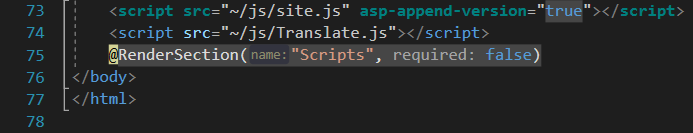 73 <script src="~/js/site.js" asp-append-version="true"></script>
74 <script src="~/js/Translate.js"></script>
75 @RenderSection(name:"Scripts", required: false)
76 </body>
77 </html>
78